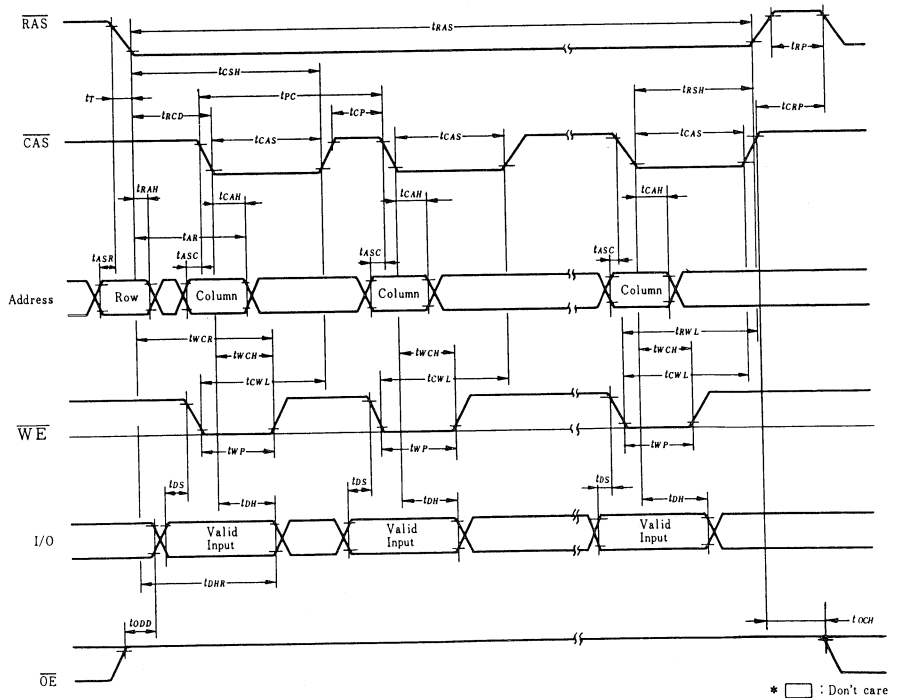 RAS
tRAS
tRP
tT
tCSH
tPC
tRCD
tCP
tRSH
tCRP
CAS
tCAS
tCAS
tCAS
tRAH
tCAH
tCAH
tCAH
tAR
tASR
tASC
tASC
tASC
Address
Row
Column
Column
Column
tWCR
tRWL
tWCH
tWCH
tWCH
tCWL
tCWL
tCWL
WE
tWP
tWP
tWP
tDS
tDS
tDS
tDH
tDH
tDH
I/O
Valid Input
Valid Input
Valid Input
tDHR
tODD
tOCH
OE
* : Don't care